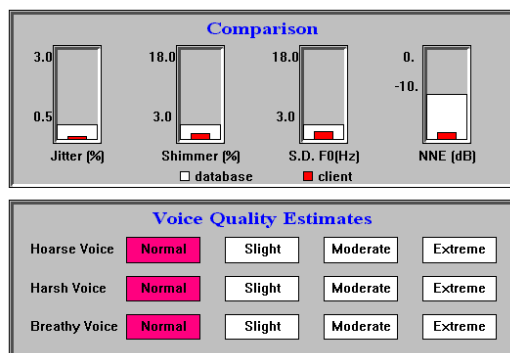 Comparison
3.0 18.0 18.0 0.
-10.
0.5 3.0 3.0
Jitter (%) Shimmer (%) S.D. F0(Hz) NNE (dB)
database client
Voice Quality Estimates
Hoarse Voice Normal Slight Moderate Extreme
Harsh Voice Normal Slight Moderate Extreme
Breathy Voice Normal Slight Moderate Extreme